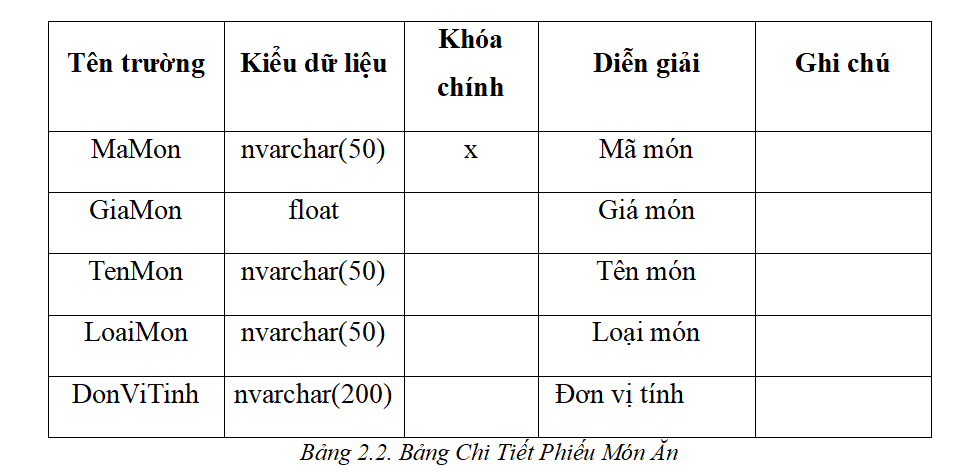 Tên trường Kiểu dữ liệu Khóa chính Diễn giải Ghi chú
MaMon nvarchar(50) x Mã món
GiaMon float Giá món
TenMon nvarchar(50) Tên món
LoaiMon nvarchar(50) Loại món
DonViTinh nvarchar(200) Đơn vị tính
Bảng 2.2. Bảng Chi Tiết Phiếu Món Ăn